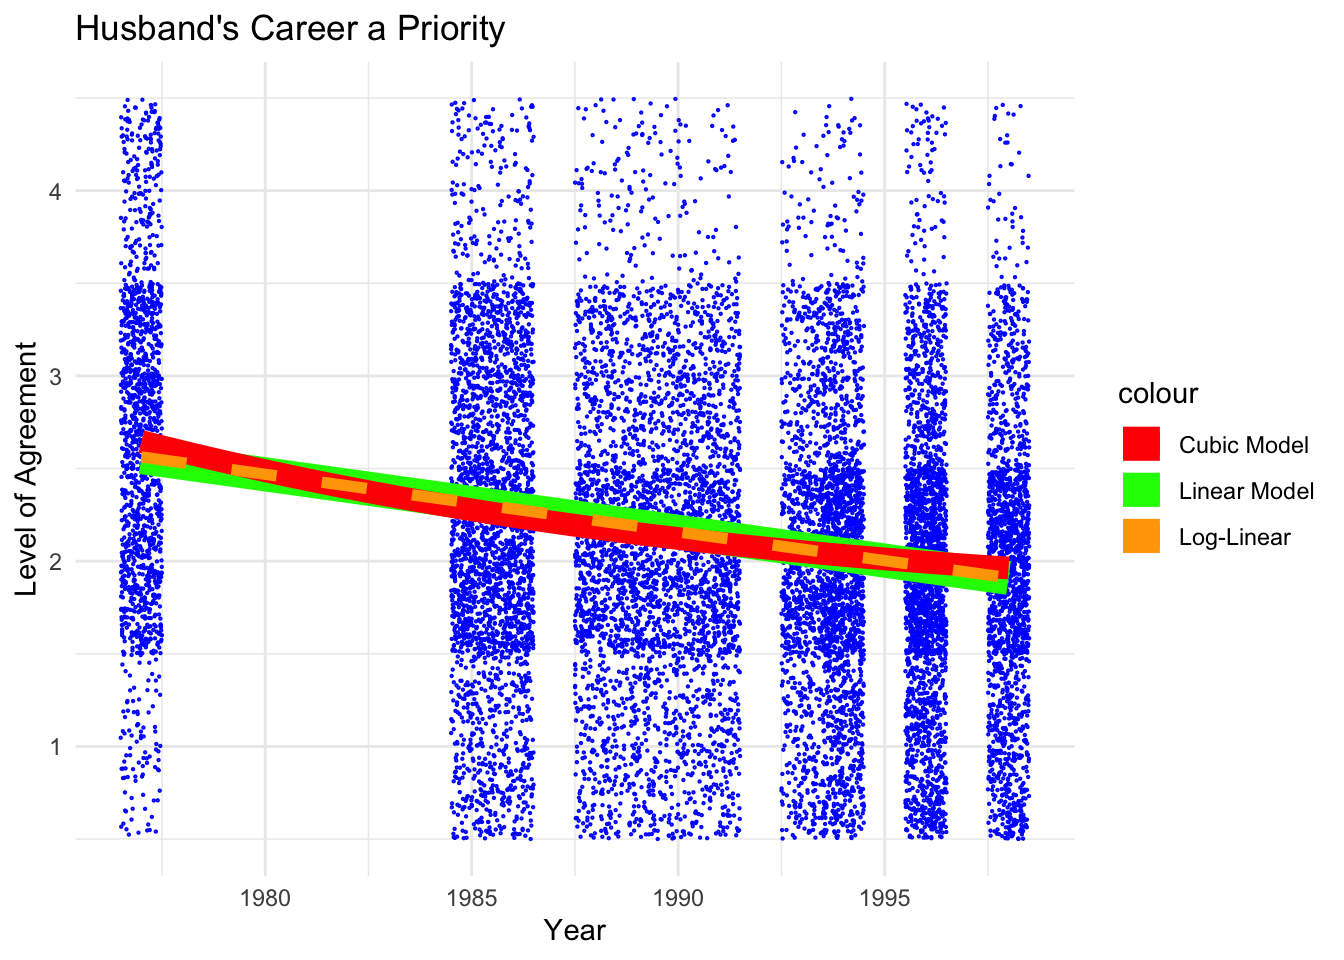 Husband's Career a Priority
4
3
2
1
Level of Agreement
1980 1985 1990 1995
Year
colour
Cubic Model
Linear Model
Log-Linear